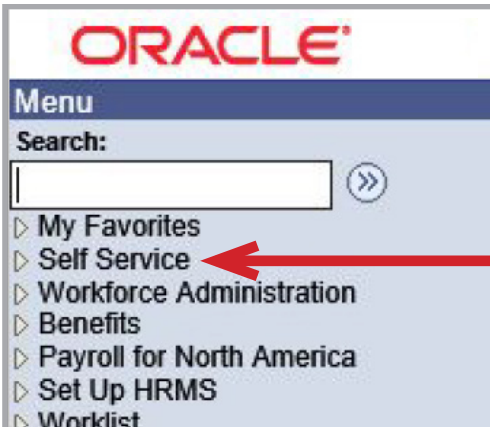 ORACLE
Menu
Search:
My Favorites
Self Service
Workforce Administration
Benefits
Payroll for North America
Set Up HRMS
Worklist